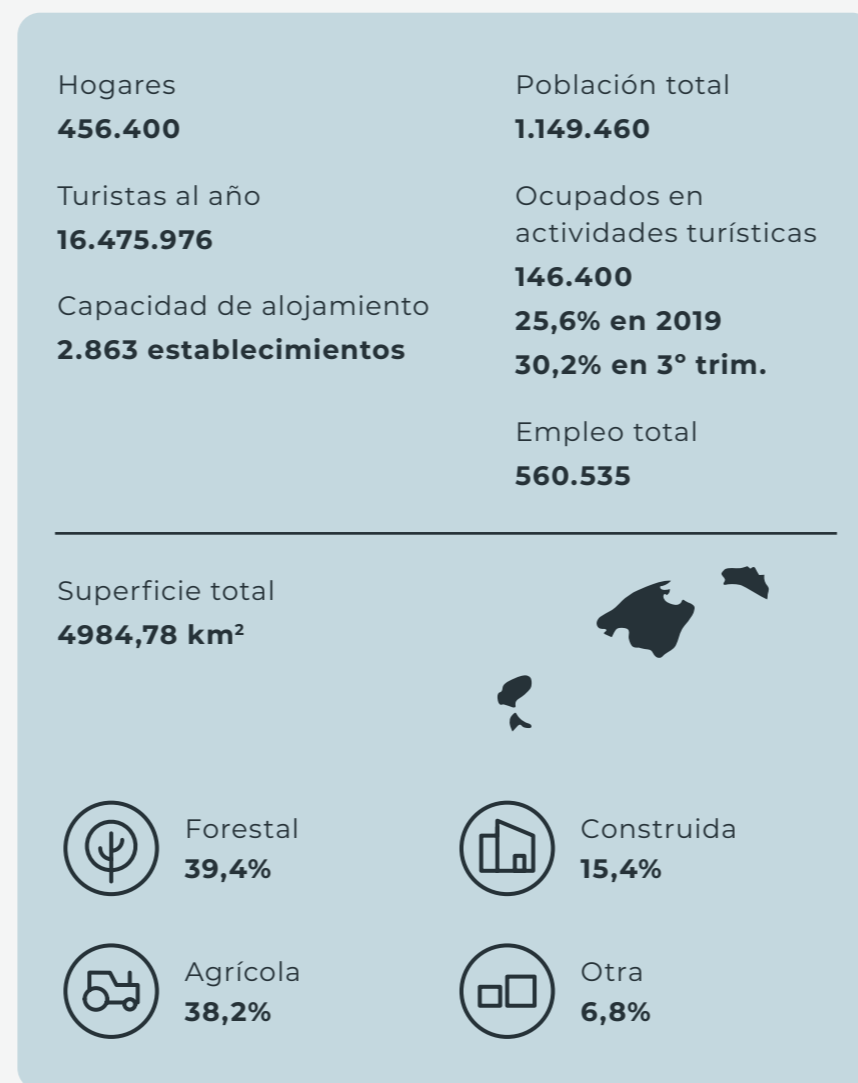 Hogares
456.400
Turistas al año
16.475.976
Capacidad de alojamiento
2.863 establecimientos
Población total
1.149.460
Ocupados en
actividades turísticas
146.400
25,6% en 2019
30,2% en 3º trim.
Empleo total
560.535
Superficie total
4984,78 km²
Forestal
39,4%
Construida
15,4%
Agrícola
38,2%
Otra
6,8%